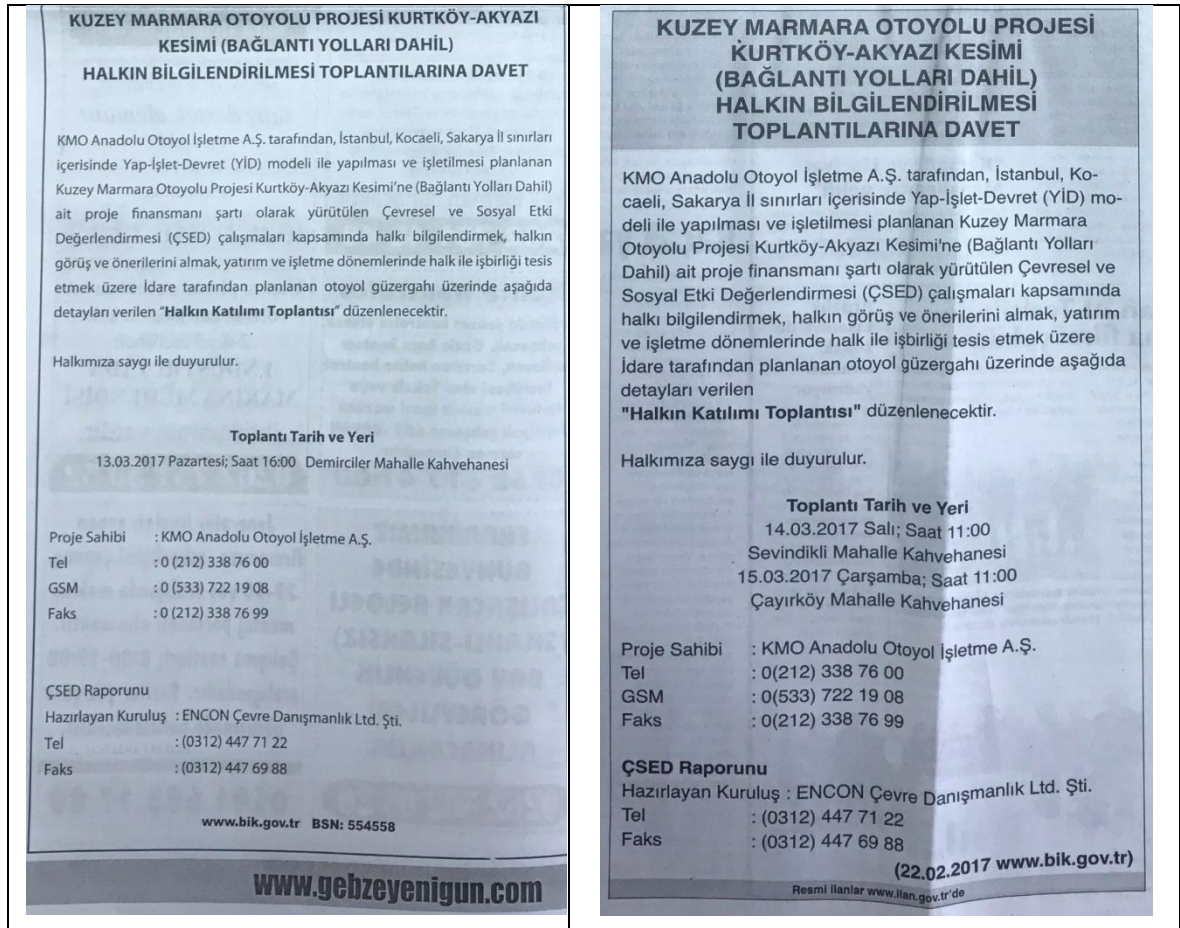 KUZEY MARMARA OTOYOLU PROJESİ KURTKÖY-AKYAZI
KESİMİ (BAĞLANTI YOLLARI DAHİL)
HALKIN BİLGİLENDİRİLMESİ TOPLANTILARINA DAVET
KMO Anadolu Otoyol İşletme A.Ş. tarafından, İstanbul, Kocaeli, Sakarya İl sınırları
içerisinde Yap-İşlet-Devret (YİD) modeli ile yapılması ve işletilmesi planlanan
Kuzey Marmara Otoyolu Projesi Kurtköy-Akyazı Kesimi’ne (Bağlantı Yolları Dahil)
ait proje finansmanı şartı olarak yürütülen Çevresel ve Sosyal Etki
Değerlendirmesi (ÇSED) çalışmaları kapsamında halkı bilgilendirmek, halkın
görüş ve önerilerini almak, yatırım ve işletme dönemlerinde halk ile işbirliği tesis
etmek üzere İdare tarafından planlanan otoyol güzergahı üzerinde aşağıda
detayları verilen “Halkın Katılımı Toplantısı” düzenlenecektir.
Halkımıza saygı ile duyurulur.
Toplantı Tarih ve Yeri
13.03.2017 Pazartesi; Saat 16:00 Demirciler Mahalle Kahvehanesi
Proje Sahibi : KMO Anadolu Otoyol İşletme A.Ş.
Tel : 0 (212) 338 76 00
GSM : 0 (533) 722 19 08
Faks : 0 (212) 338 76 99
ÇSED Raporunu
Hazırlayan Kuruluş : ENCON Çevre Danışmanlık Ltd. Şti.
Tel : (0312) 447 71 22
Faks : (0312) 447 69 88
www.bik.gov.tr BSN: 554558
www.gebzeyenigun.com
KUZEY MARMARA OTOYOLU PROJESİ
KURTKÖY-AKYAZI KESİMİ
(BAĞLANTI YOLLARI DAHİL)
HALKIN BİLGİLENDİRİLMESİ
TOPLANTILARINA DAVET
KMO Anadolu Otoyol İşletme A.Ş. tarafından, İstanbul, Ko-
caeli, Sakarya İl sınırları içerisinde Yap-İşlet-Devret (YİD) mo-
deli ile yapılması ve işletilmesi planlanan Kuzey Marmara
Otoyolu Projesi Kurtköy-Akyazı Kesimi'ne (Bağlantı Yolları
Dahil) ait proje finansmanı şartı olarak yürütülen Çevresel ve
Sosyal Etki Değerlendirmesi (ÇSED) çalışmaları kapsamında
halkı bilgilendirmek, halkın görüş ve önerilerini almak, yatırım
ve işletme dönemlerinde halk ile işbirliği tesis etmek üzere
İdare tarafından planlanan otoyol güzergahı üzerinde aşağıda
detayları verilen
"Halkın Katılımı Toplantısı" düzenlenecektir.
Halkımıza saygı ile duyurulur.
Toplantı Tarih ve Yeri
14.03.2017 Salı; Saat 11:00
Sevindikli Mahalle Kahvehanesi
15.03.2017 Çarşamba; Saat 11:00
Çayırköy Mahalle Kahvehanesi
Proje Sahibi : KMO Anadolu Otoyol İşletme A.Ş.
Tel : 0(212) 338 76 00
GSM : 0(533) 722 19 08
Faks : 0(212) 338 76 99
ÇSED Raporunu
Hazırlayan Kuruluş : ENCON Çevre Danışmanlık Ltd. Şti.
Tel : (0312) 447 71 22
Faks : (0312) 447 69 88
(22.02.2017 www.bik.gov.tr)
Resmi ilanlar www.ilan.gov.tr'de